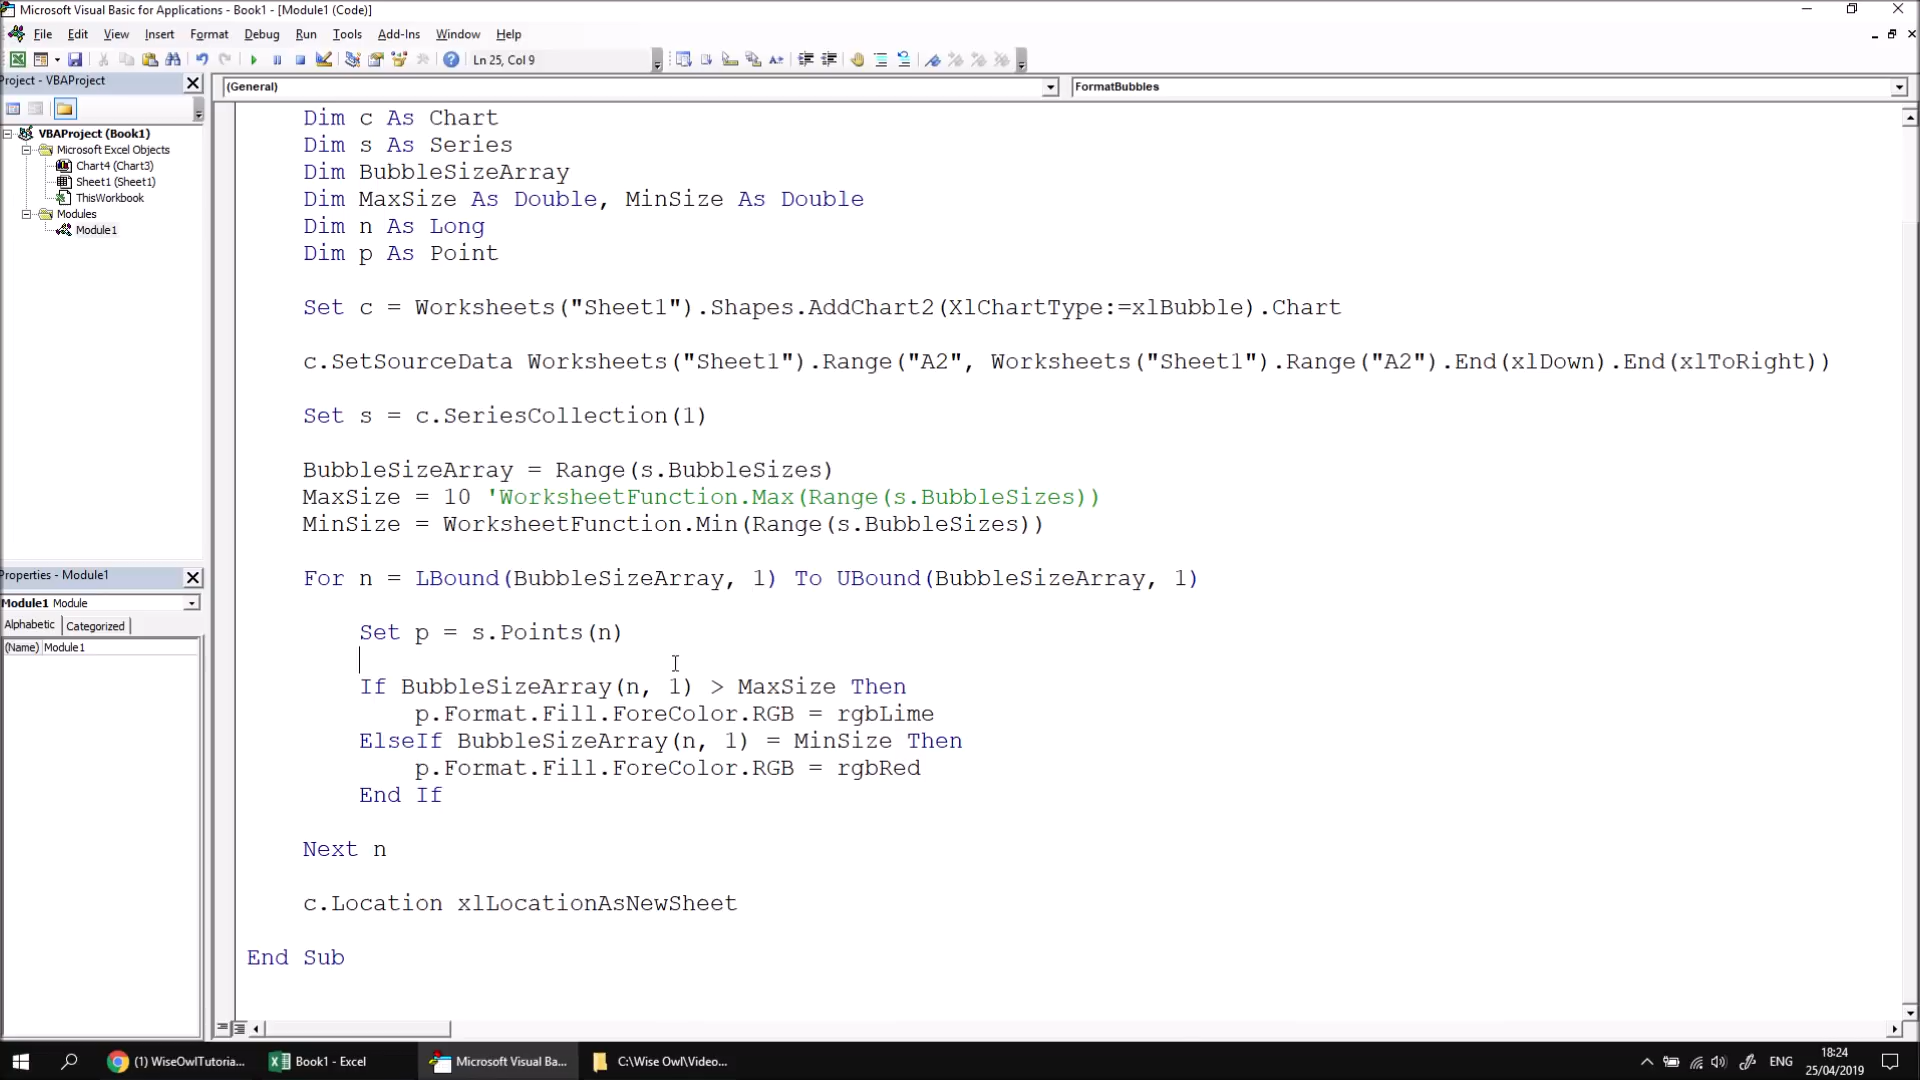 Microsoft Visual Basic for Applications - Book1 - [Module1 (Code)]
File Edit View Insert Format Debug Run Tools Add-Ins Window Help
Ln 25, Col 9
Project - VBAProject
(General)
FormatBubbles
VBAProject (Book1)
Microsoft Excel Objects
Chart4 (Chart3)
Sheet1 (Sheet1)
ThisWorkbook
Modules
Module1
Properties - Module1
Module1 Module
Alphabetic Categorized
(Name) Module1
Dim c As Chart
Dim s As Series
Dim BubbleSizeArray
Dim MaxSize As Double, MinSize As Double
Dim n As Long
Dim p As Point
Set c = Worksheets("Sheet1").Shapes.AddChart2(XlChartType:=xlBubble).Chart
c.SetSourceData Worksheets("Sheet1").Range("A2", Worksheets("Sheet1").Range("A2").End(xlDown).End(xlToRight))
Set s = c.SeriesCollection(1)
BubbleSizeArray = Range(s.BubbleSizes)
MaxSize = 10 'WorksheetFunction.Max(Range(s.BubbleSizes))
MinSize = WorksheetFunction.Min(Range(s.BubbleSizes))
For n = LBound(BubbleSizeArray, 1) To UBound(BubbleSizeArray, 1)
Set p = s.Points(n)
If BubbleSizeArray(n, 1) > MaxSize Then
p.Format.Fill.ForeColor.RGB = rgbLime
ElseIf BubbleSizeArray(n, 1) = MinSize Then
p.Format.Fill.ForeColor.RGB = rgbRed
End If
Next n
c.Location xlLocationAsNewSheet
End Sub
(1) WiseOwlTutoria...
Book1 - Excel
Microsoft Visual Ba...
C:\Wise Owl\Video...
ENG
18:24
25/04/2019